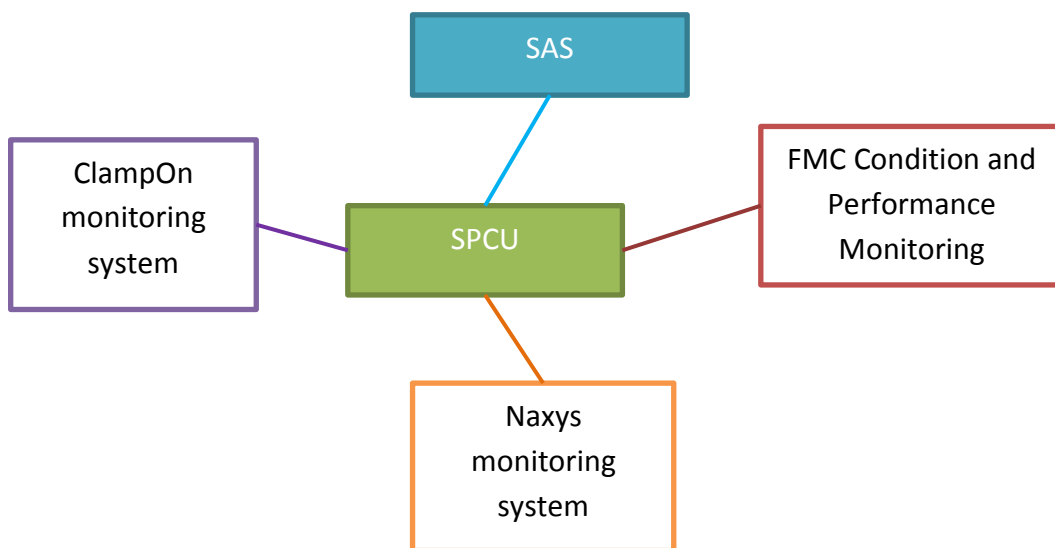 SAS
ClampOn
monitoring
system
SPCU
FMC Condition and
Performance
Monitoring
Naxys
monitoring
system